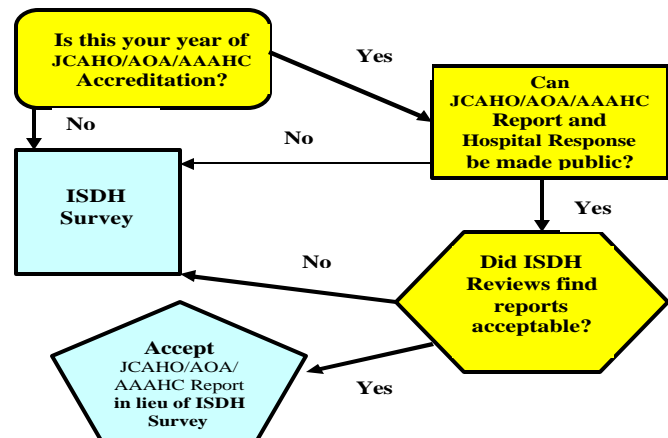 Is this your year of
JCAHO/AOA/AAAHC
Accreditation?
Yes
Can
JCAHO/AOA/AAAHC
Report and
Hospital Response
be made public?
No
No
ISDH
Survey
Yes
Did ISDH
Reviews find
reports
acceptable?
No
Accept
JCAHO/AOA/
AAAHC Report
in lieu of ISDH
Survey
Yes